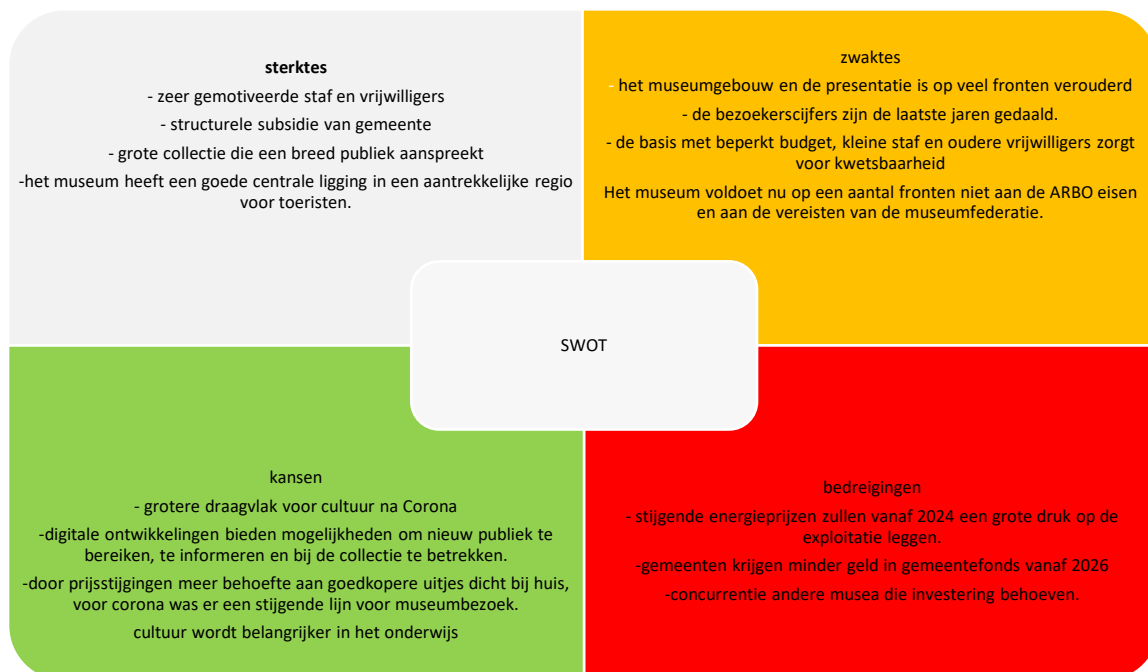 sterktes
- zeer gemotiveerde staf en vrijwilligers
- structurele subsidie van gemeente
- grote collectie die een breed publiek aanspreekt
-het museum heeft een goede centrale ligging in een aantrekkelijke regio
voor toeristen.
zwaktes
- het museumgebouw en de presentatie is op veel fronten verouderd
- de bezoekerscijfers zijn de laatste jaren gedaald.
- de basis met beperkt budget, kleine staf en oudere vrijwilligers zorgt
voor kwetsbaarheid
Het museum voldoet nu op een aantal fronten niet aan de ARBO eisen
en aan de vereisten van de museumfederatie.
SWOT
kansen
- grotere draagvlak voor cultuur na Corona
-digitale ontwikkelingen bieden mogelijkheden om nieuw publiek te
bereiken, te informeren en bij de collectie te betrekken.
-door prijsstigingen meer behoefte aan goedkopere uitjes dicht bij huis,
voor corona was er een stijgende lijn voor museumbezoek.
cultuur wordt belangrijker in het onderwijs
bedreigingen
- stijgende energieprijzen zullen vanaf 2024 een grote druk op de
exploitatie leggen.
-gemeenten krijgen minder geld in gemeentefonds vanaf 2026
-concurrentie andere musea die investering behoeven.